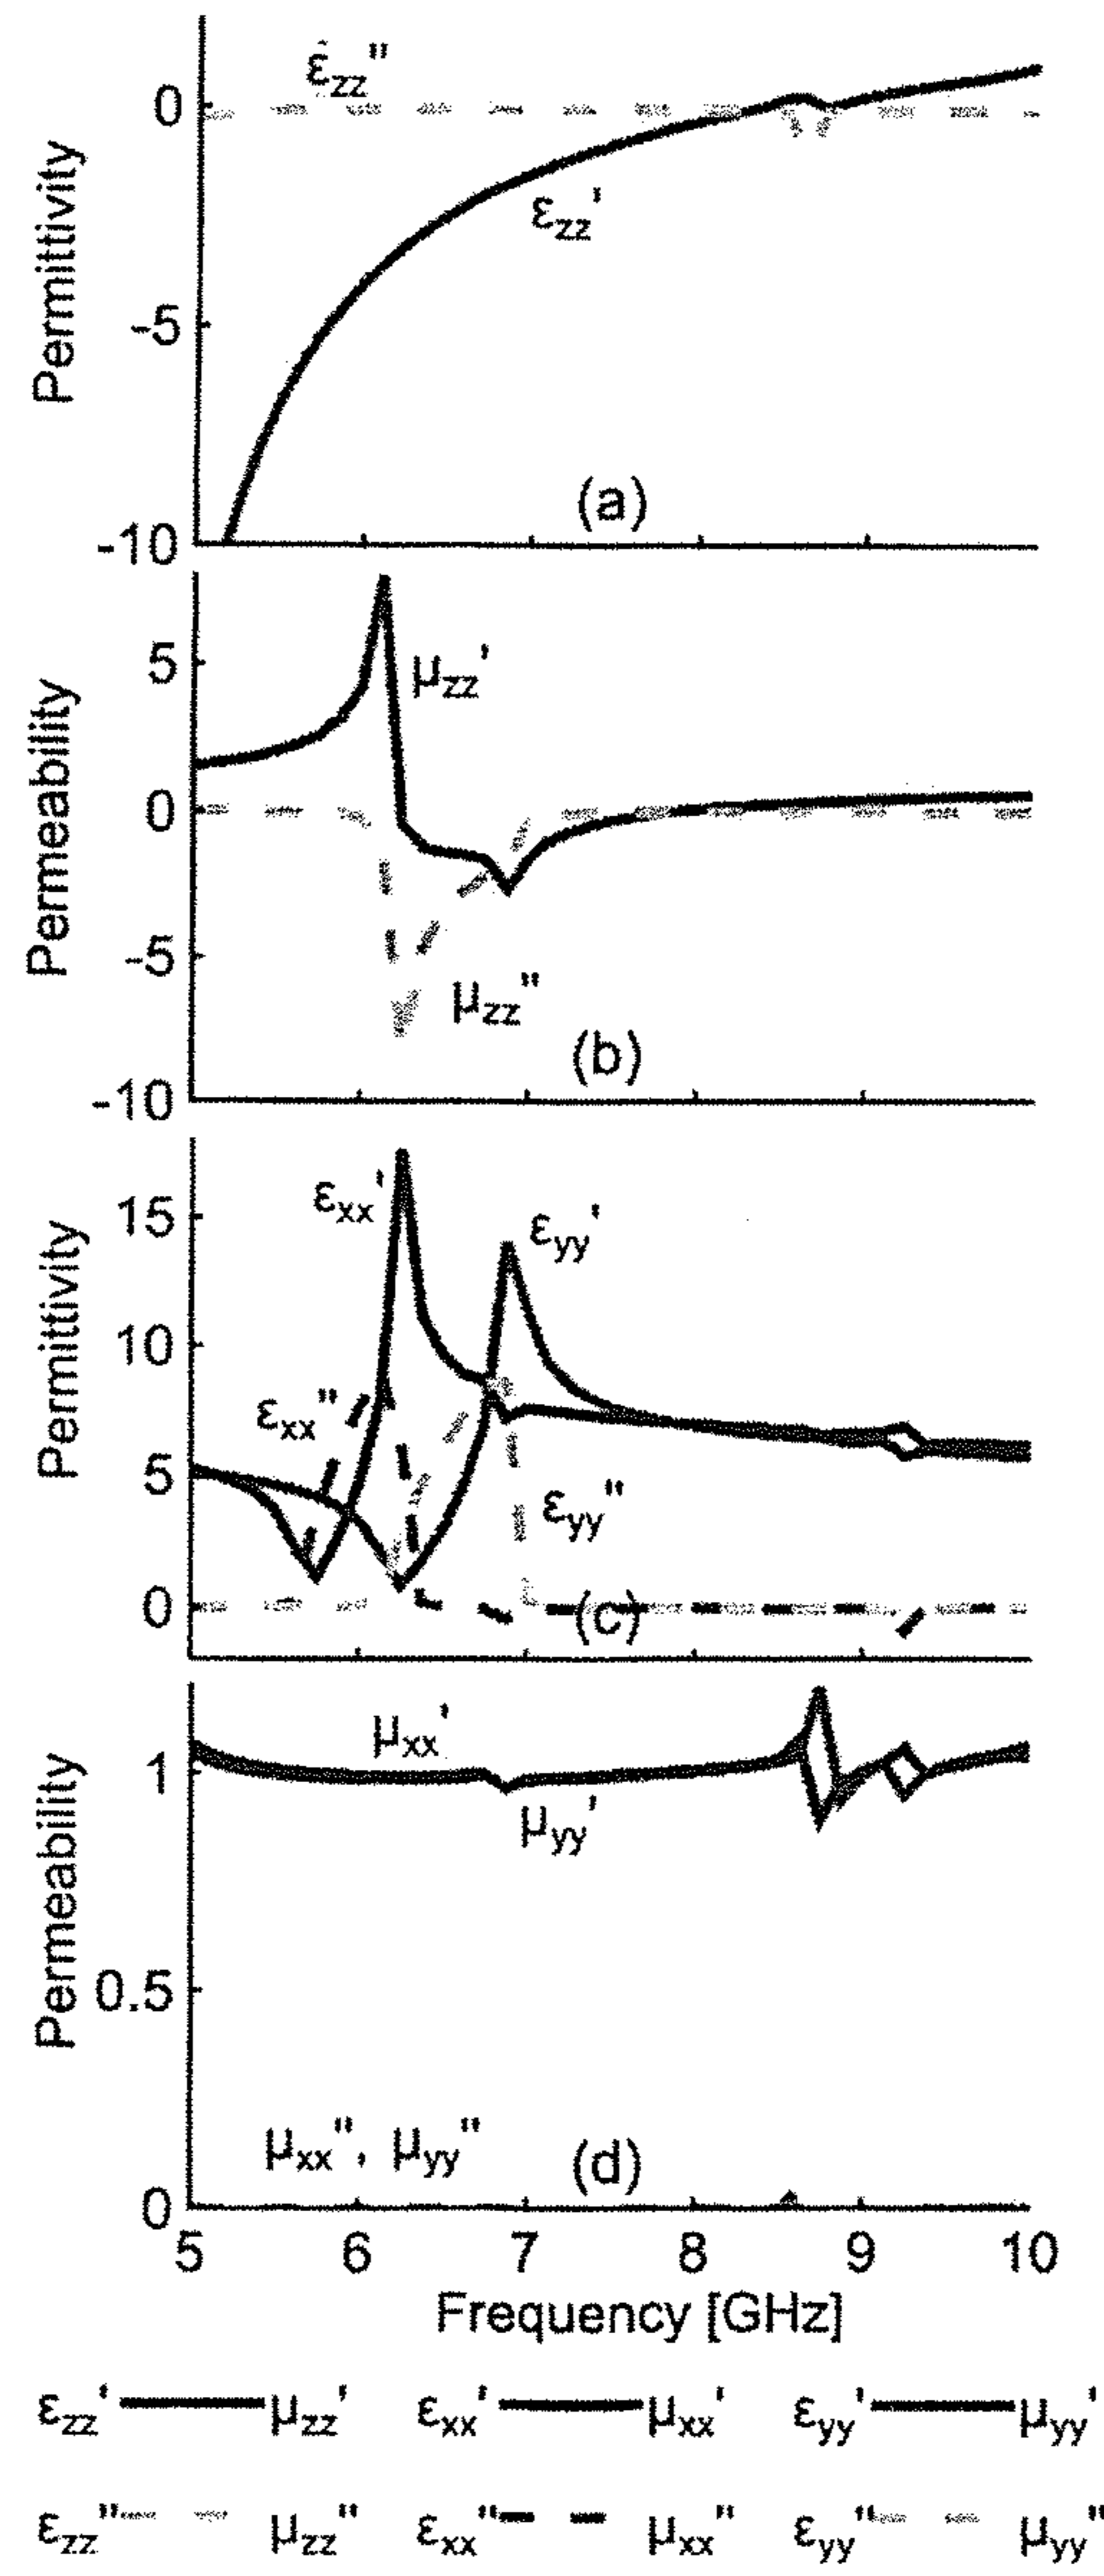 ε_zz''
0
Permittivity
ε_zz'
-5
(a)
-10
5
μ_zz'
Permeability
0
-5
μ_zz''
(b)
-10
15
ε_xx'
ε_yy'
Permittivity
10
ε_xx''
5
ε_yy''
0
(c)
μ_xx'
1
μ_yy'
Permeability
0.5
μ_xx'', μ_yy''
(d)
0
5 6 7 8 9 10
Frequency [GHz]
ε_zz' μ_zz' ε_xx' μ_xx' ε_yy' μ_yy'
ε_zz'' μ_zz'' ε_xx'' μ_xx'' ε_yy'' μ_yy''